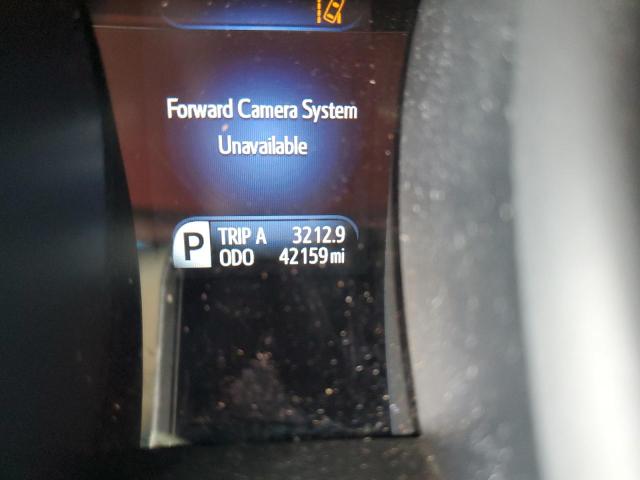 Forward Camera System
Unavailable
P
TRIP A 3212.9
ODO 42159 mi